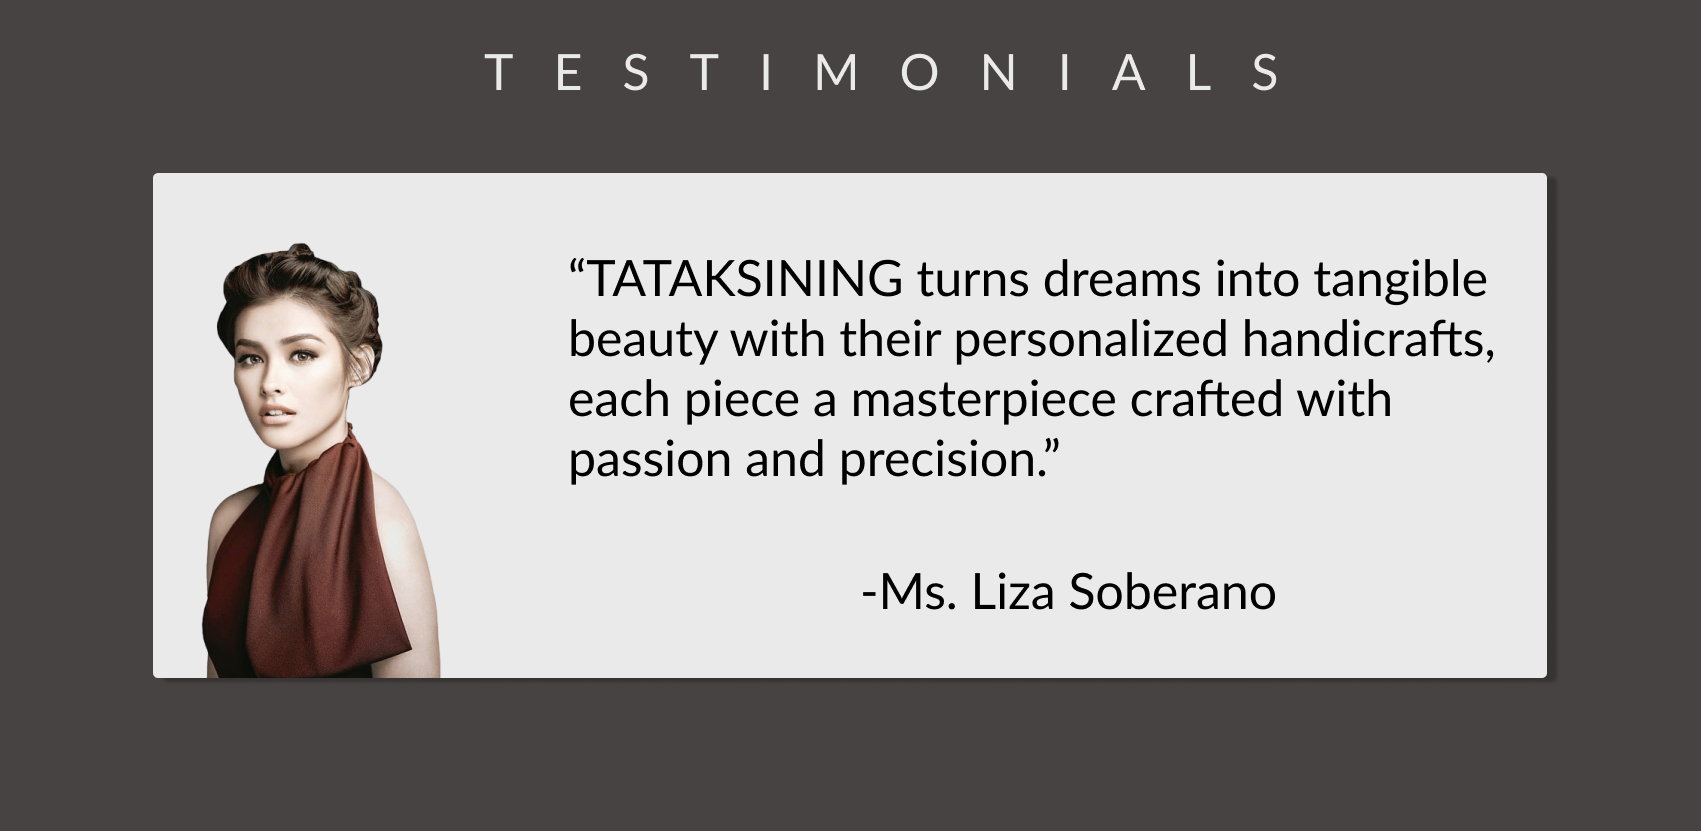 TESTIMONIALS
“TATAKSINING turns dreams into tangible
beauty with their personalized handicrafts,
each piece a masterpiece crafted with
passion and precision.”
-Ms. Liza Soberano